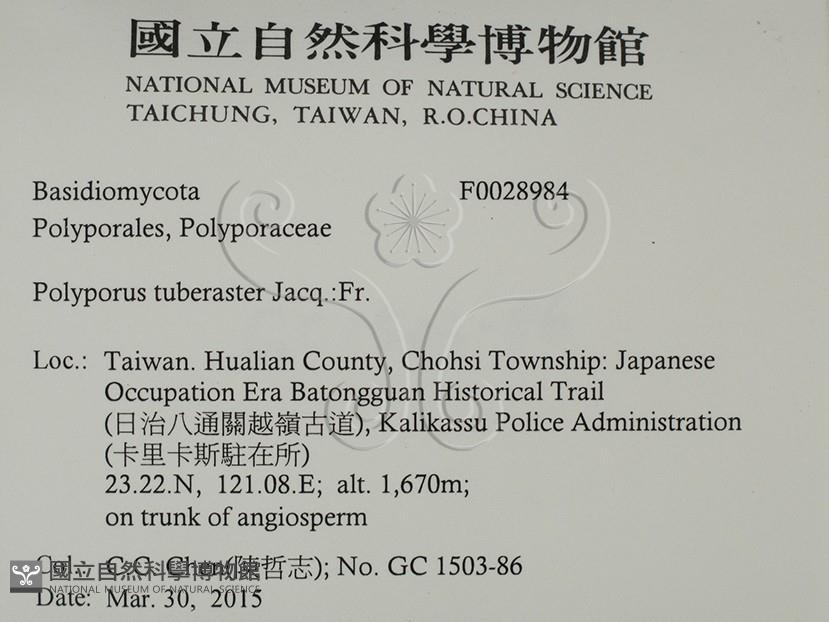 國立自然科學博物館
NATIONAL MUSEUM OF NATURAL SCIENCE
TAICHUNG, TAIWAN, R.O.CHINA
Basidiomycota F0028984
Polyporales, Polyporaceae
Polyporus tuberaster Jacq.:Fr.
Loc.: Taiwan. Hualian County, Chohsi Township: Japanese
Occupation Era Batongguan Historical Trail
(日治八通關越嶺古道), Kalikassu Police Administration
(卡里卡斯駐在所)
23.22.N, 121.08.E; alt. 1,670m;
on trunk of angiosperm
Col.: C.C. Chen(陳哲志); No. GC 1503-86
國立自然科學博物館
NATIONAL MUSEUM OF NATURAL SCIENCE
Date: Mar. 30, 2015